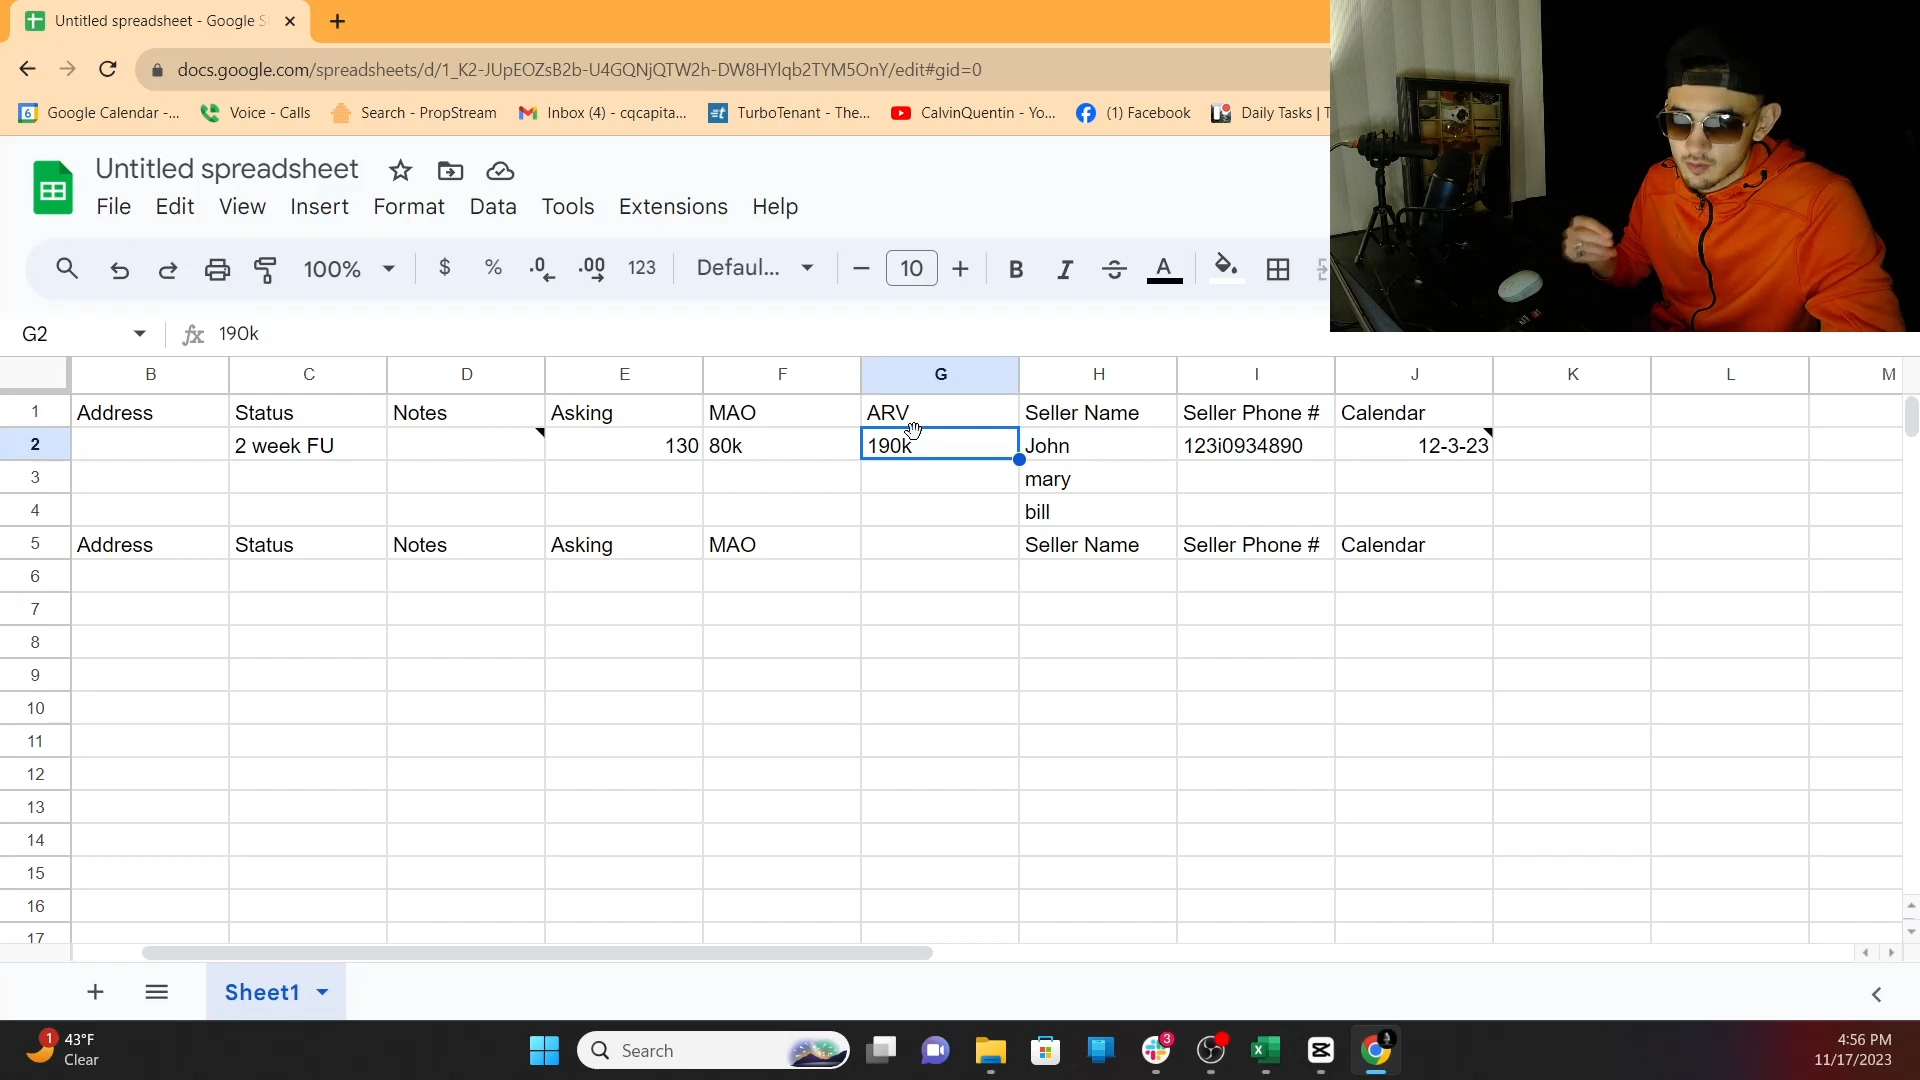 Untitled spreadsheet - Google S
docs.google.com/spreadsheets/d/1_K2-JUpEOZsB2b-U4GQNjQTW2h-DW8HYlqb2TYM5OnY/edit#gid=0
6 Google Calendar -... Voice - Calls Search - PropStream Inbox (4) - cqcapita... TurboTenant - The... CalvinQuentin - Yo... (1) Facebook Daily Tasks | T
Untitled spreadsheet
File Edit View Insert Format Data Tools Extensions Help
100% $ % .0 .00 123 Defaul... 10 B I S A
G2 fx 190k
B C D E F G H I J K L M
1 Address Status Notes Asking MAO ARV Seller Name Seller Phone # Calendar
2 2 week FU 130 80k 190k John 123i0934890 12-3-23
3 mary
4 bill
5 Address Status Notes Asking MAO Seller Name Seller Phone # Calendar
6
7
8
9
10
11
12
13
14
15
16
17
Sheet1
1 43°F
Clear
Search
3
4:56 PM
11/17/2023